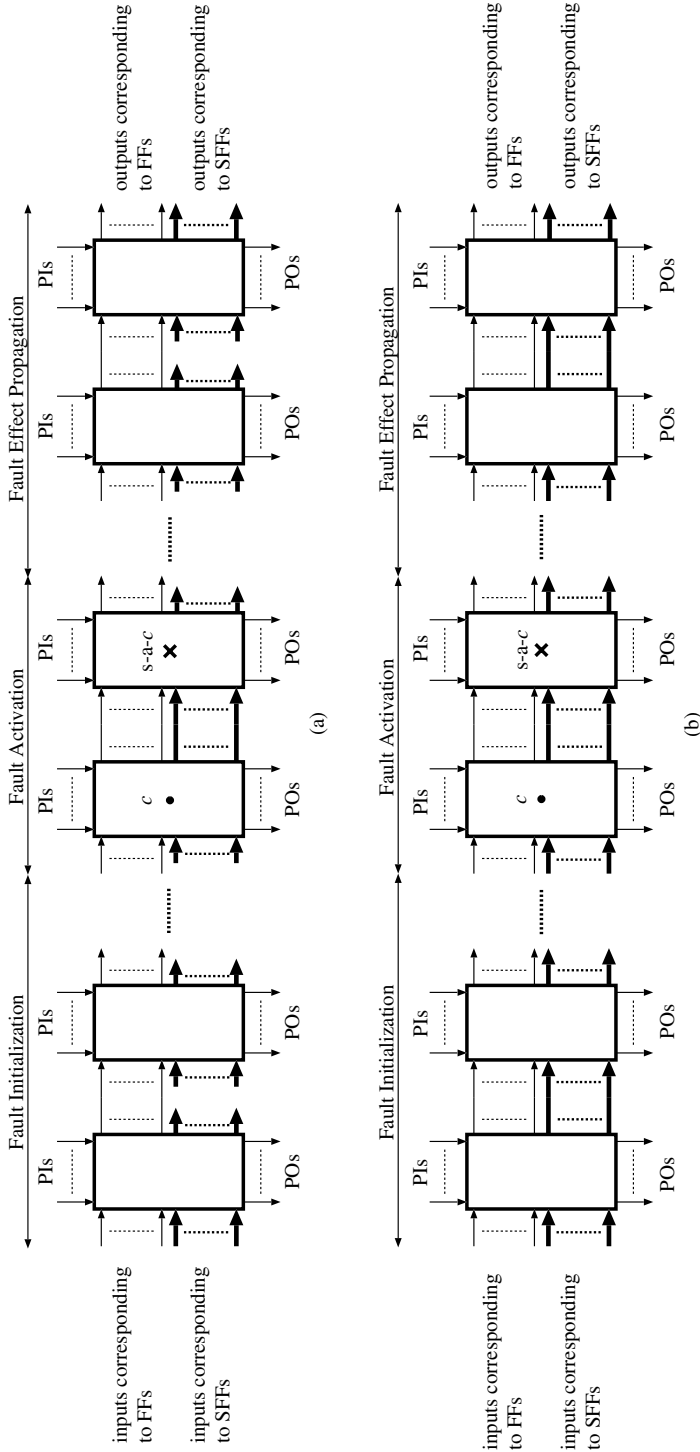 Fault Initialization
Fault Activation
Fault Effect Propagation
PIs
PIs
PIs
PIs
PIs
PIs
inputs corresponding
to FFs
outputs corresponding
to FFs
c
s-a-c
inputs corresponding
to SFFs
outputs corresponding
to SFFs
POs
POs
POs
POs
POs
POs
(a)
Fault Initialization
Fault Activation
Fault Effect Propagation
PIs
PIs
PIs
PIs
PIs
PIs
inputs corresponding
to FFs
outputs corresponding
to FFs
c
s-a-c
inputs corresponding
to SFFs
outputs corresponding
to SFFs
POs
POs
POs
POs
POs
POs
(b)